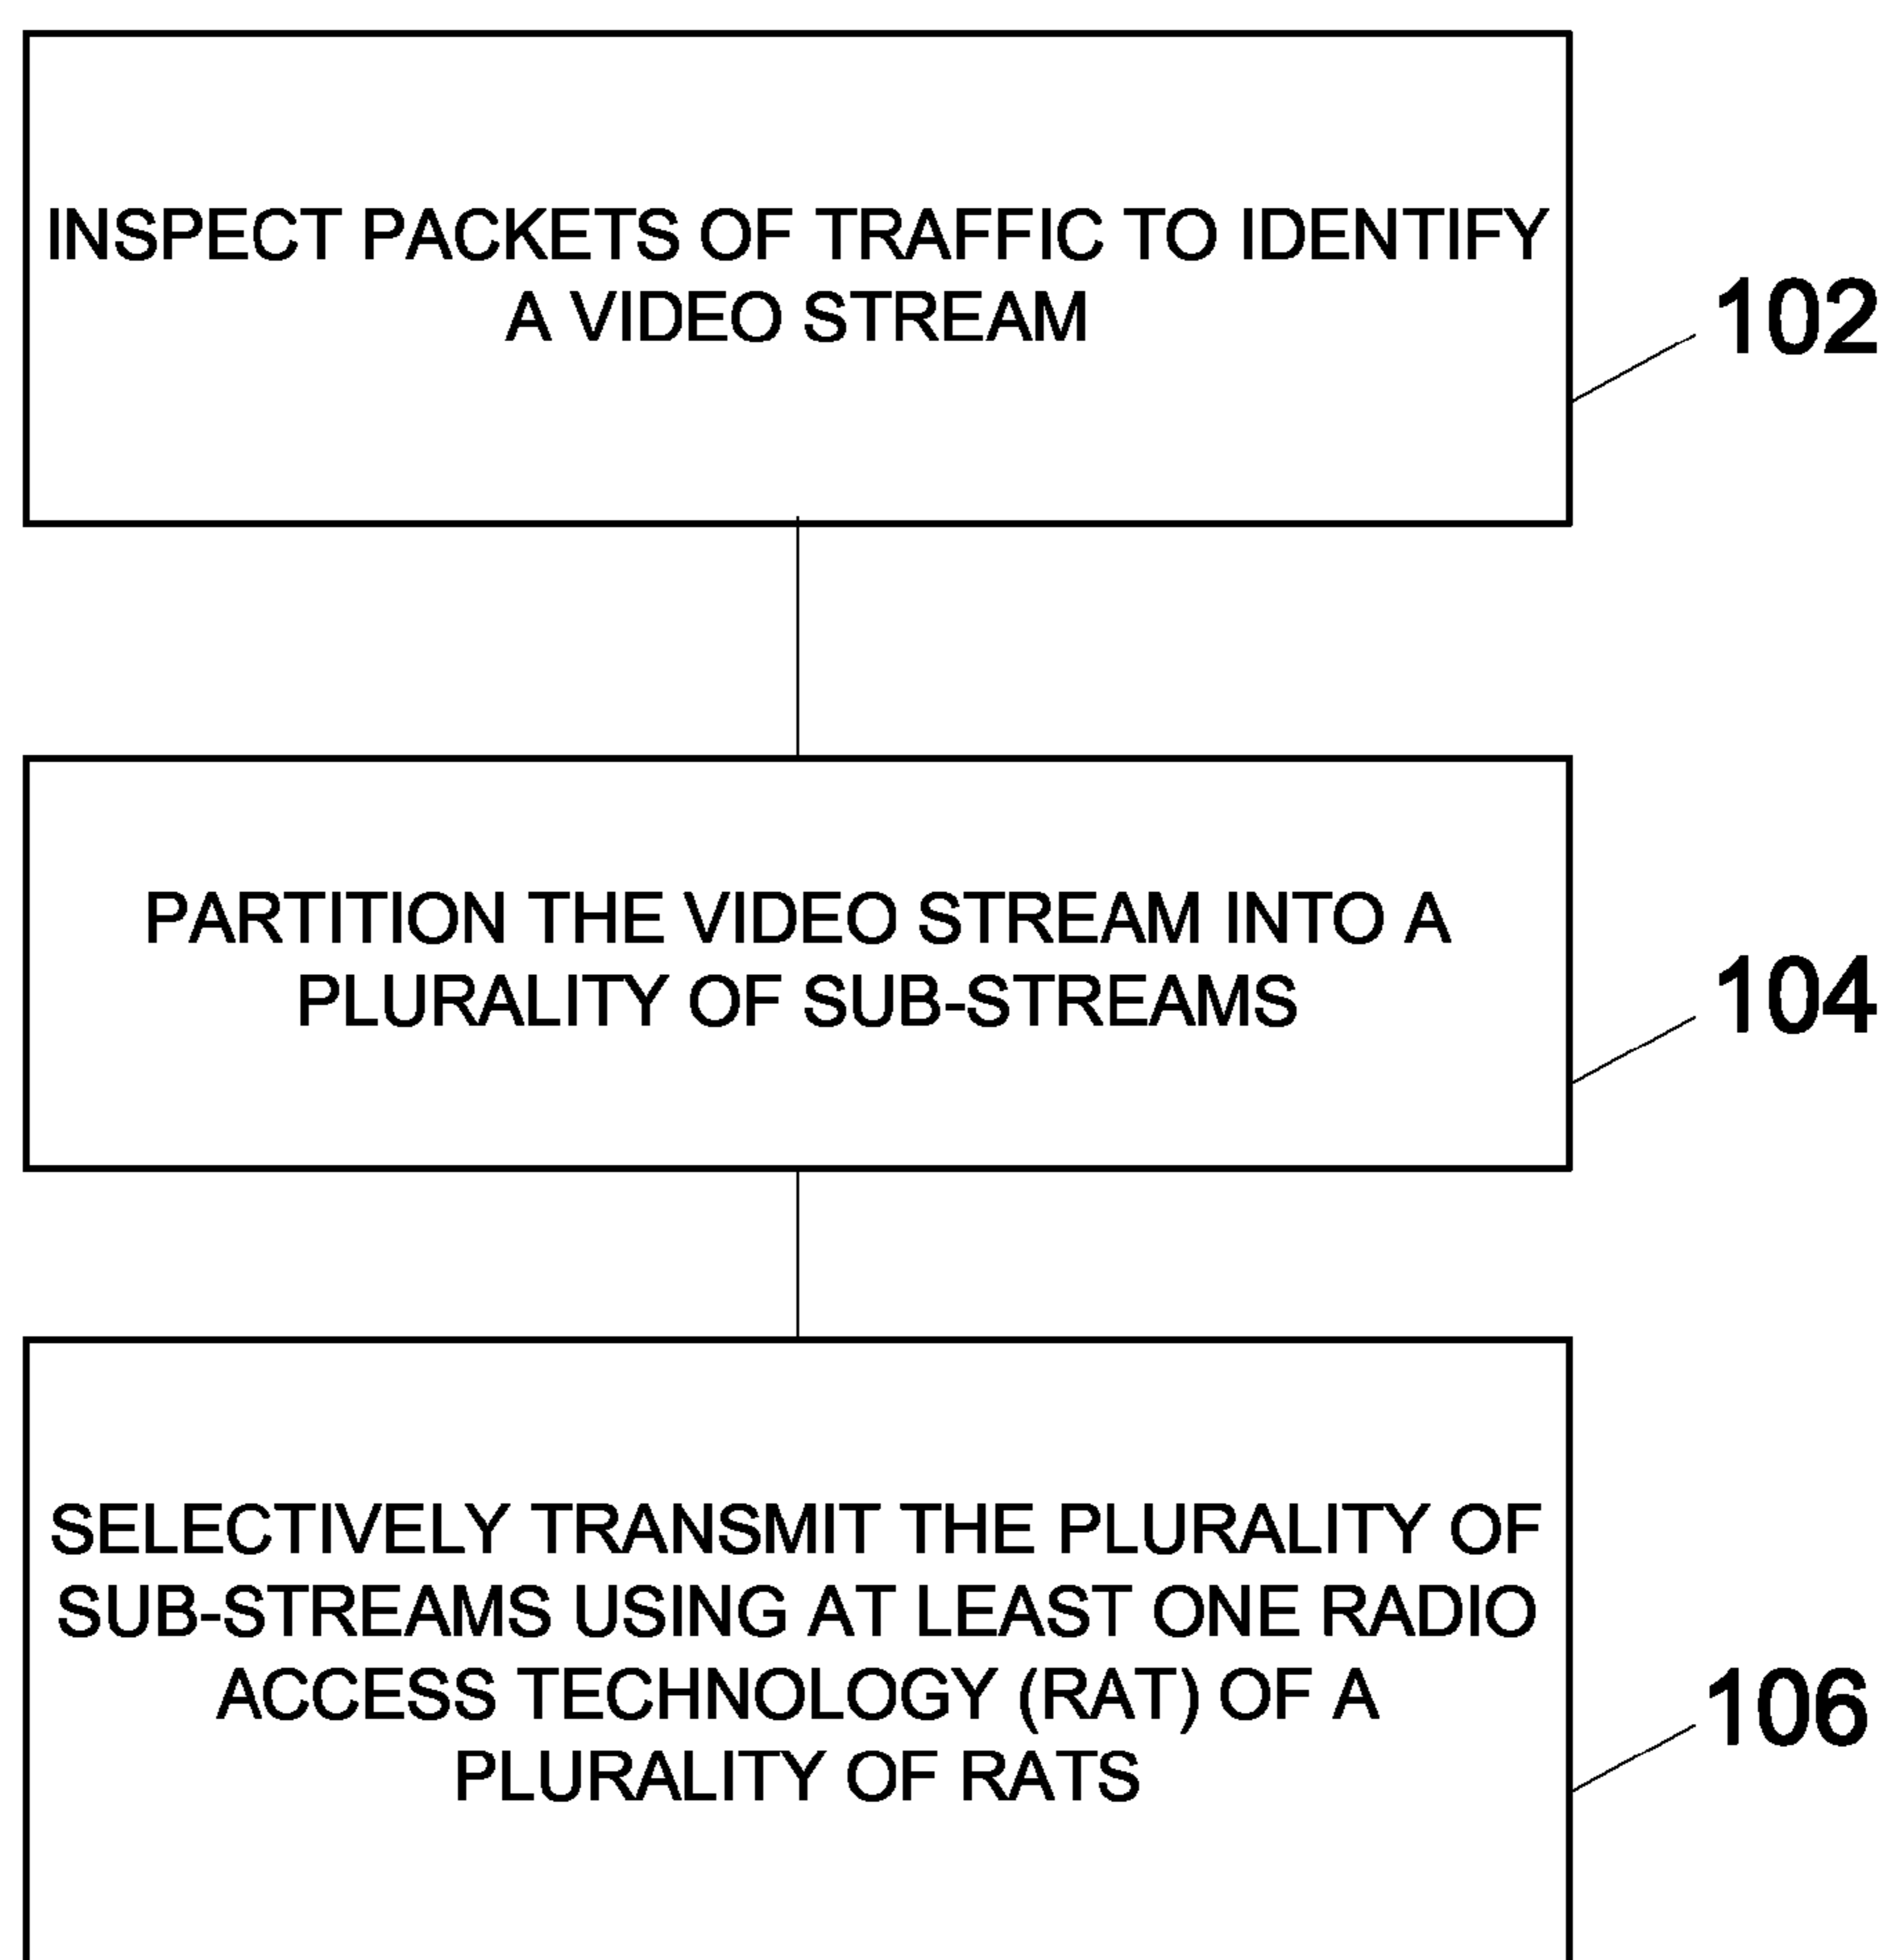 INSPECT PACKETS OF TRAFFIC TO IDENTIFY
A VIDEO STREAM
102
PARTITION THE VIDEO STREAM INTO A
PLURALITY OF SUB-STREAMS
104
SELECTIVELY TRANSMIT THE PLURALITY OF
SUB-STREAMS USING AT LEAST ONE RADIO
ACCESS TECHNOLOGY (RAT) OF A
PLURALITY OF RATS
106